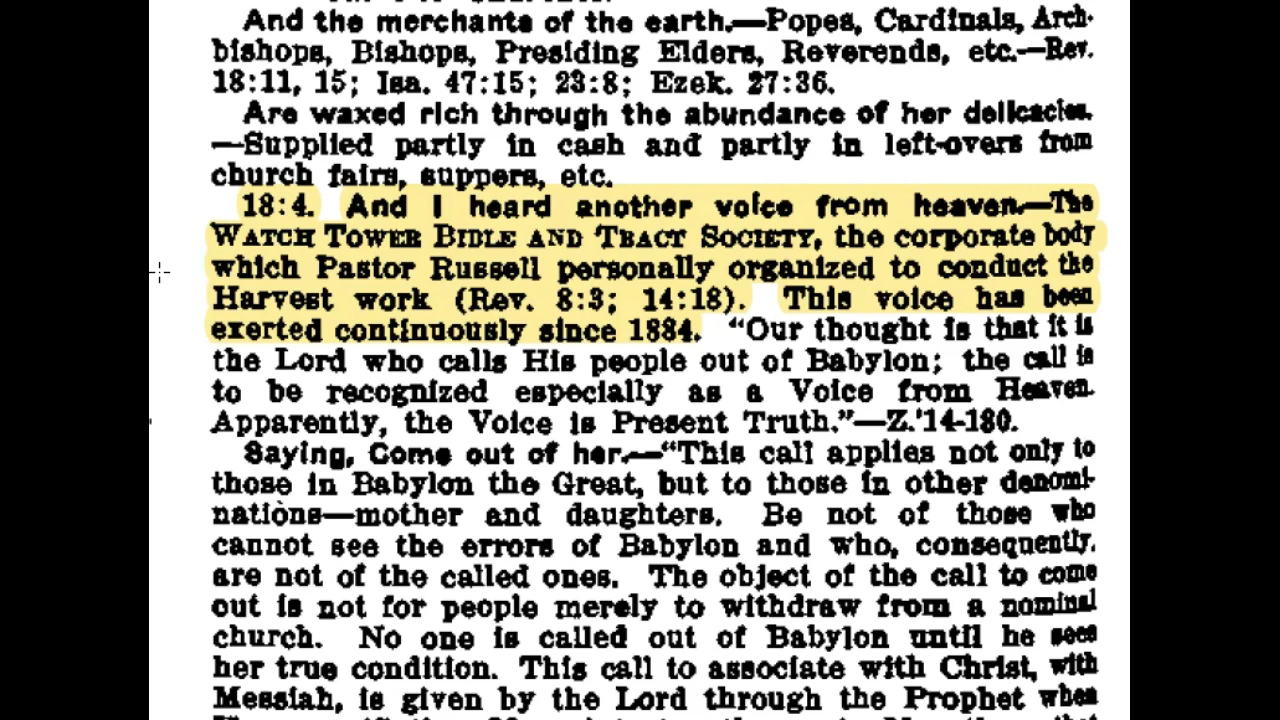 And the merchants of the earth.—Popes, Cardinals, Arch-
bishops, Bishops, Presiding Elders, Reverends, etc.—Rev.
18:11, 15; Isa. 47:15; 23:8; Ezek. 27:36.
Are waxed rich through the abundance of her delicacies.
—Supplied partly in cash and partly in left-overs from
church fairs, suppers, etc.
18:4. And I heard another voice from heaven.—The
WATCH TOWER BIBLE AND TRACT SOCIETY, the corporate body
which Pastor Russell personally organized to conduct the
Harvest work (Rev. 8:3; 14:18). This voice has been
exerted continuously since 1884. "Our thought is that it is
the Lord who calls His people out of Babylon; the call is
to be recognized especially as a Voice from Heaven.
Apparently, the Voice is Present Truth."—Z.'14-180.
Saying, Come out of her.—"This call applies not only to
those in Babylon the Great, but to those in other denomi-
nations—mother and daughters. Be not of those who
cannot see the errors of Babylon and who, consequently,
are not of the called ones. The object of the call to come
out is not for people merely to withdraw from a nominal
church. No one is called out of Babylon until he sees
her true condition. This call to associate with Christ, with
Messiah, is given by the Lord through the Prophet when